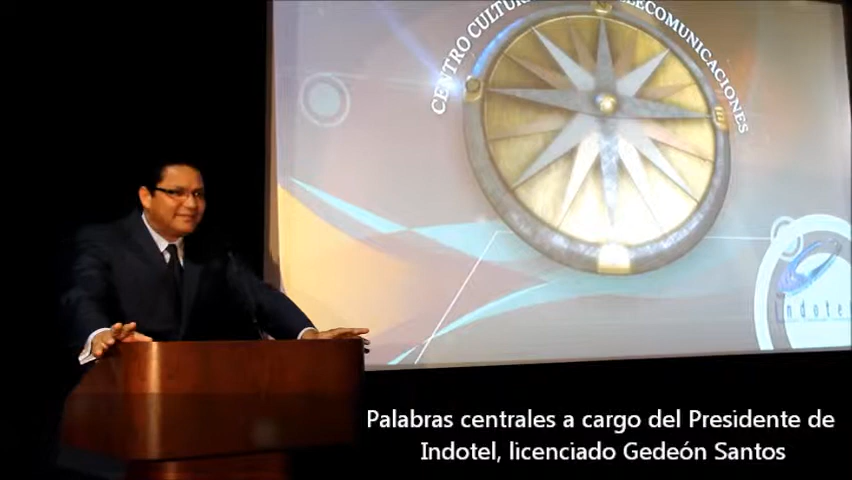 CENTRO CULTURAL
TELECOMUNICACIONES
Indotel
Palabras centrales a cargo del Presidente de
Indotel, licenciado Gedeón Santos